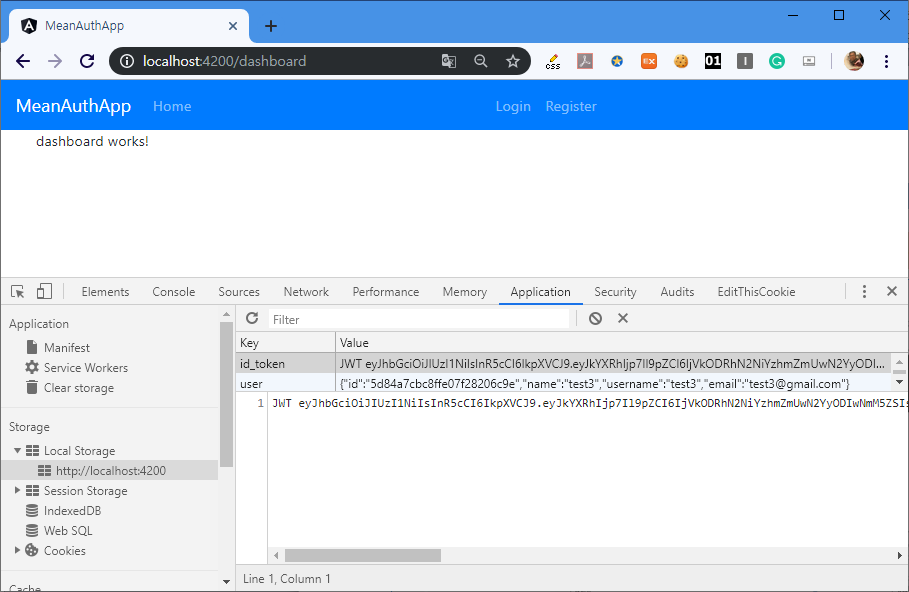 MeanAuthApp
localhost:4200/dashboard
css
01
MeanAuthApp Home Login Register
dashboard works!
Elements Console Sources Network Performance Memory Application Security Audits EditThisCookie
Application
Manifest
Service Workers
Clear storage
Storage
Local Storage
http://localhost:4200
Session Storage
IndexedDB
Web SQL
Cookies
Cache
Filter
Key Value
id_token JWT eyJhbGciOiJIUzI1NiIsInR5cCI6IkpXVCJ9.eyJkYXRhIjp7Il9pZCI6IjVkODRhN2NiYzhmZmUwN2YyODI...
user {"id":"5d84a7cbc8ffe07f28206c9e","name":"test3","username":"test3","email":"test3@gmail.com"}
1 JWT eyJhbGciOiJIUzI1NiIsInR5cCI6IkpXVCJ9.eyJkYXRhIjp7Il9pZCI6IjVkODRhN2NiYzhmZmUwN2YyODIwNmM5ZSIs
Line 1, Column 1